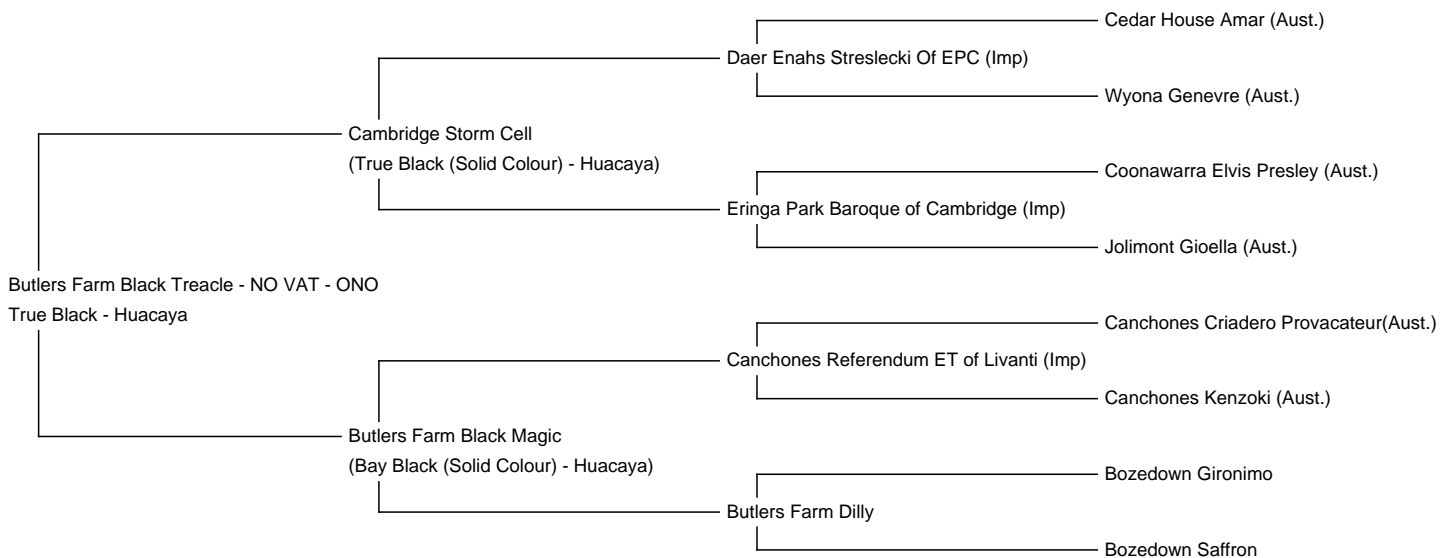 Cedar House Amar (Aust.)
Daer Enahs Streslecki Of EPC (Imp)
Wyona Genevre (Aust.)
Cambridge Storm Cell
(True Black (Solid Colour) - Huacaya)
Coonawarra Elvis Presley (Aust.)
Eringa Park Baroque of Cambridge (Imp)
Jolimont Gioella (Aust.)
Butlers Farm Black Treacle - NO VAT - ONO
True Black - Huacaya
Canchones Criadero Provacateur(Aust.)
Canchones Referendum ET of Livanti (Imp)
Canchones Kenzoki (Aust.)
Butlers Farm Black Magic
(Bay Black (Solid Colour) - Huacaya)
Bozedown Gironimo
Butlers Farm Dilly
Bozedown Saffron